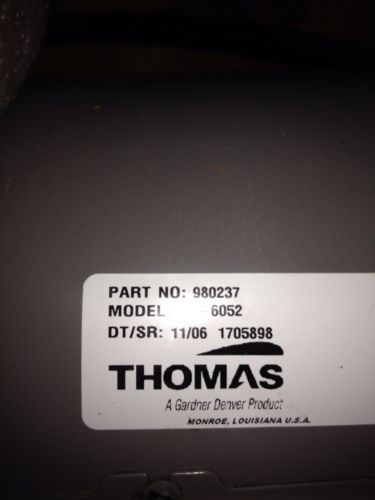 PART NO: 980237
MODEL: -6052
DT/SR: 11/06 1705898
THOMAS
A Gardner Denver Product
MONROE, LOUISIANA U.S.A.